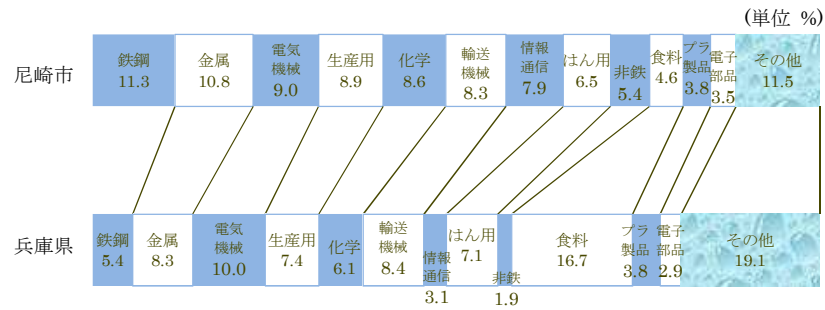 (単位 %)
尼崎市
鉄鋼
11.3
金属
10.8
電気
機械
9.0
生産用
8.9
化学
8.6
輸送
機械
8.3
情報
通信
7.9
はん用
6.5
非鉄
5.4
食料
4.6
プラ
製品
3.8
電子
部品
3.5
その他
11.5
兵庫県
鉄鋼
5.4
金属
8.3
電気
機械
10.0
生産用
7.4
化学
6.1
輸送
機械
8.4
情報
通信
3.1
はん用
7.1
非鉄
1.9
食料
16.7
プラ
製品
3.8
電子
部品
2.9
その他
19.1